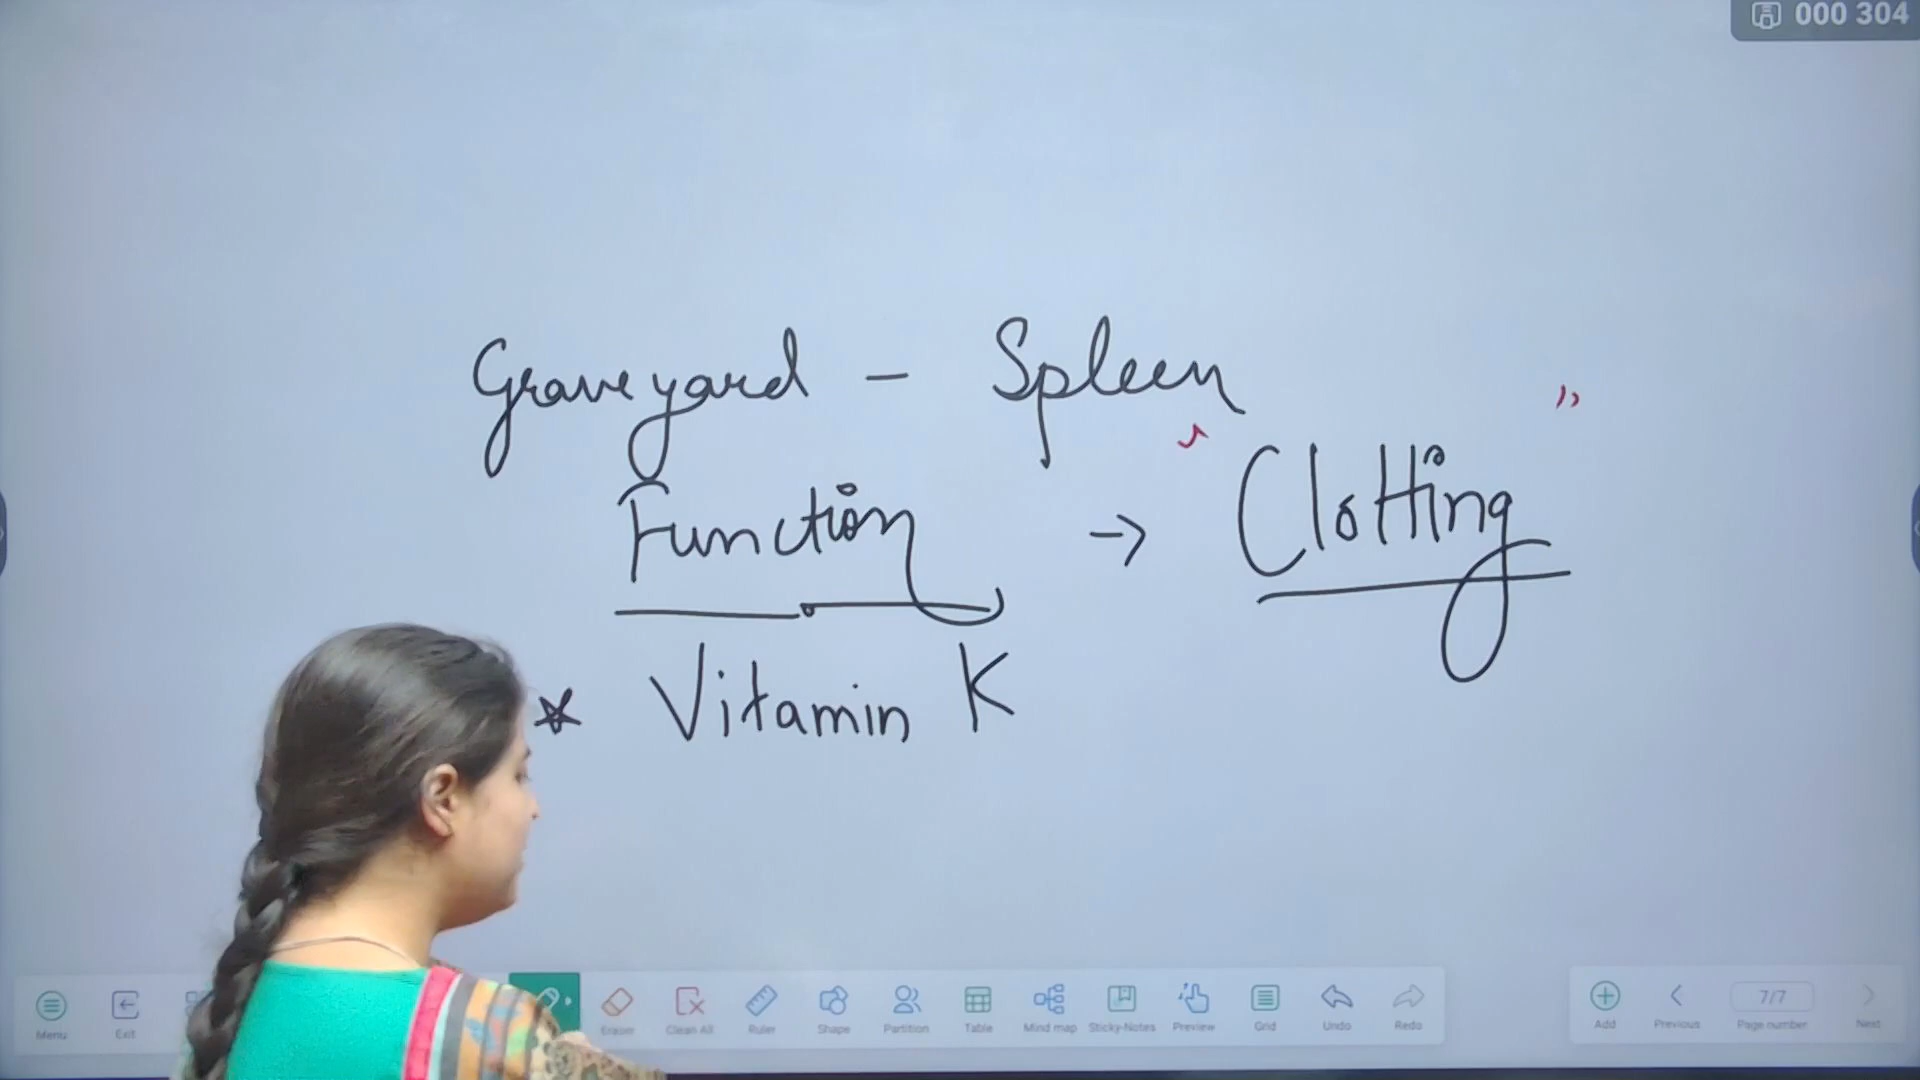 000 304
Graveyard - Spleen
Function → Clotting
* Vitamin K
Menu Exit Eraser Clean All Ruler Shape Partition Table Mind map Sticky-Notes Preview Grid Undo Redo Add Previous 7/7 Page number Next